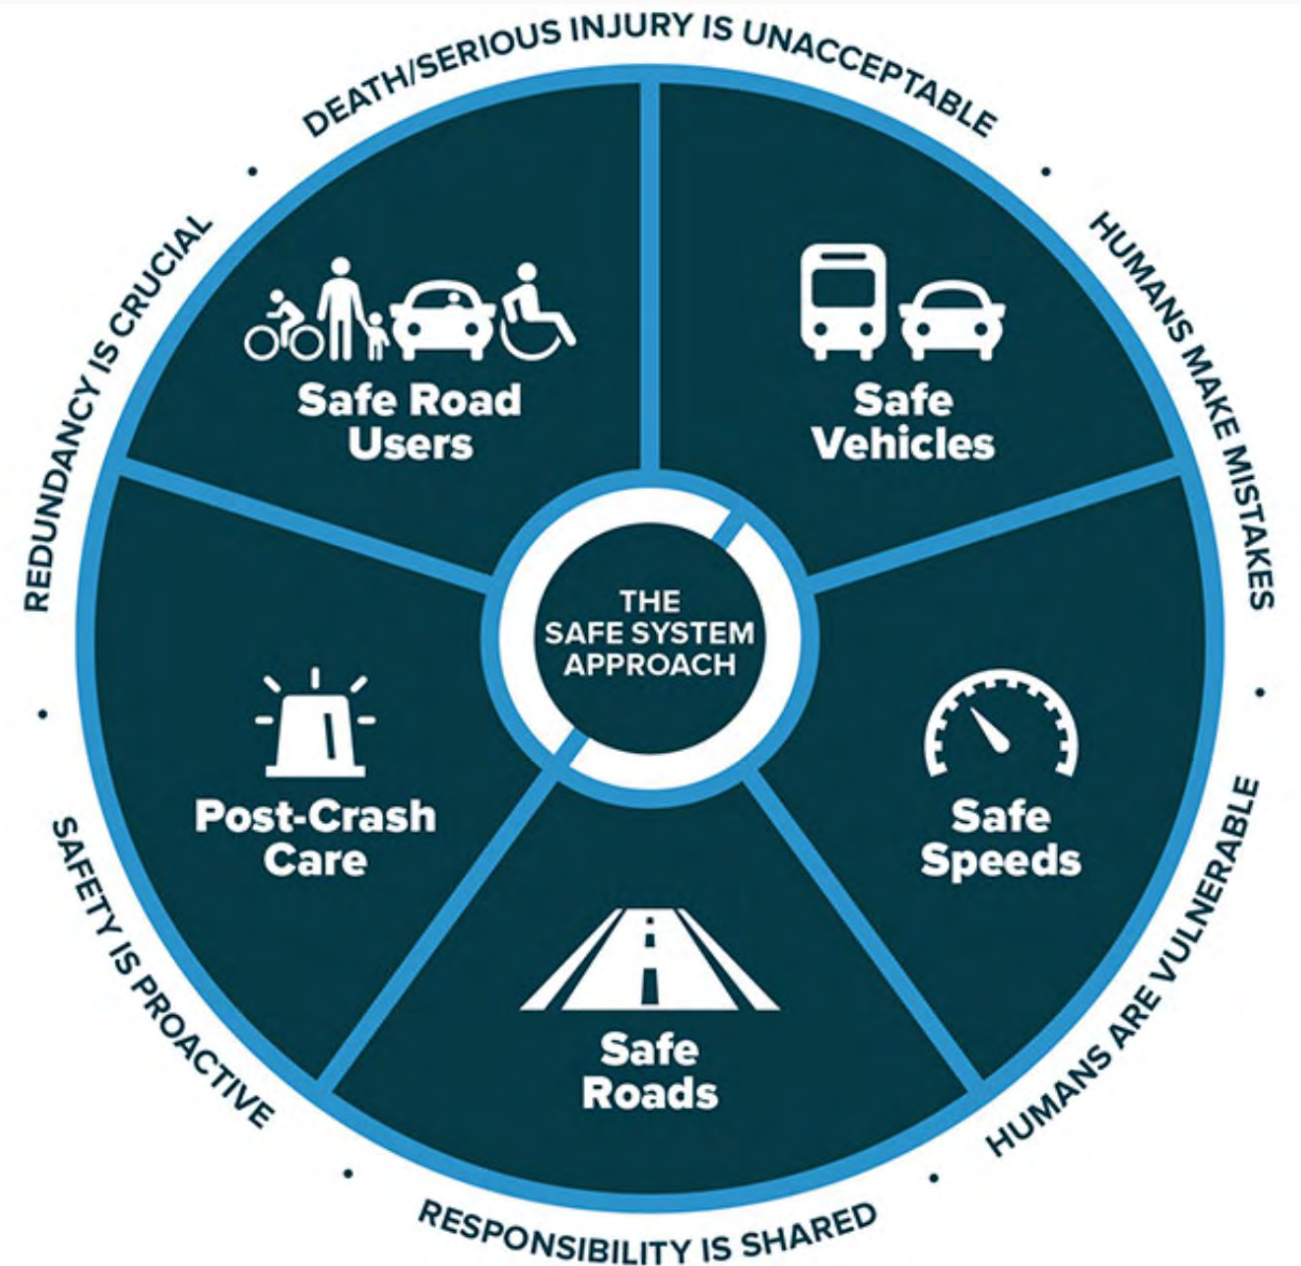 DEATH/SERIOUS INJURY IS UNACCEPTABLE
HUMANS MAKE MISTAKES
HUMANS ARE VULNERABLE
RESPONSIBILITY IS SHARED
SAFETY IS PROACTIVE
REDUNDANCY IS CRUCIAL
Safe Road
Users
Safe
Vehicles
THE
SAFE SYSTEM
APPROACH
Post-Crash
Care
Safe
Speeds
Safe
Roads